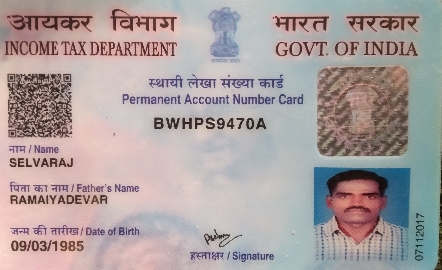 आयकर विभाग
INCOME TAX DEPARTMENT
भारत सरकार
GOVT. OF INDIA
स्थायी लेखा संख्या कार्ड
Permanent Account Number Card
BWHPS9470A
नाम / Name
SELVARAJ
पिता का नाम / Father's Name
RAMAIYADEVAR
जन्म की तारीख / Date of Birth
09/03/1985
हस्ताक्षर / Signature
07112017